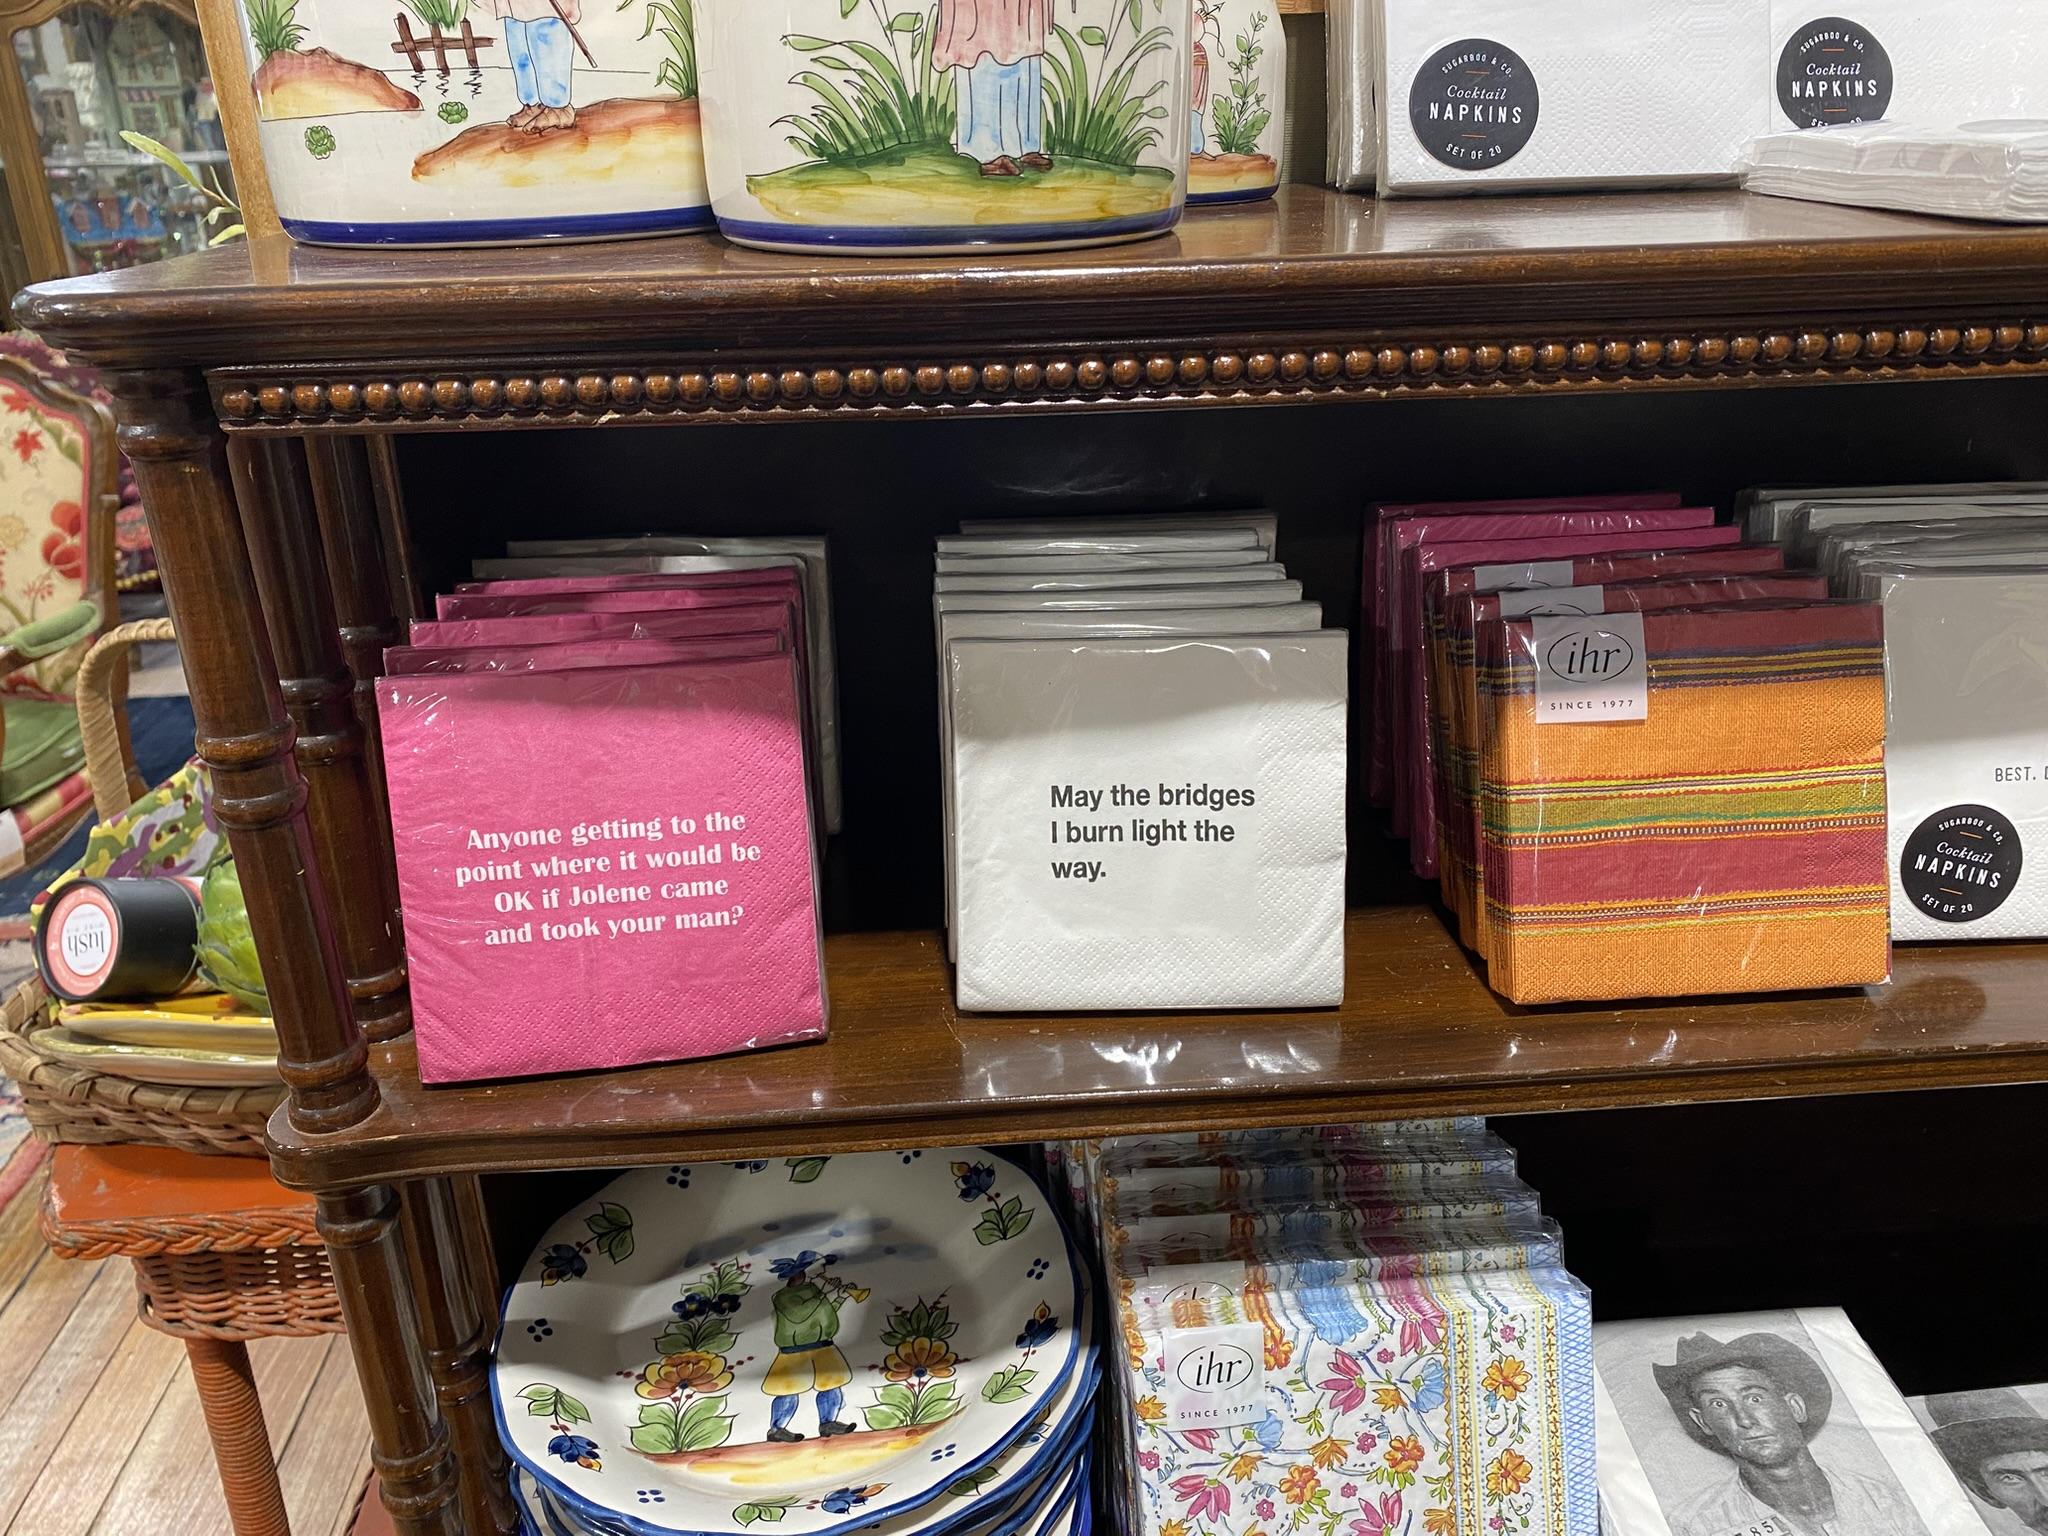 SUGARBOO & CO.
Cocktail
NAPKINS
SET OF 20
SUGARBOO & CO.
Cocktail
NAPKINS
Anyone getting to the
point where it would be
OK if Jolene came
and took your man?
May the bridges
I burn light the
way.
ihr
SINCE 1977
BEST.
SUGARBOO & CO.
Cocktail
NAPKINS
SET OF 20
lush
ihr
SINCE 1977